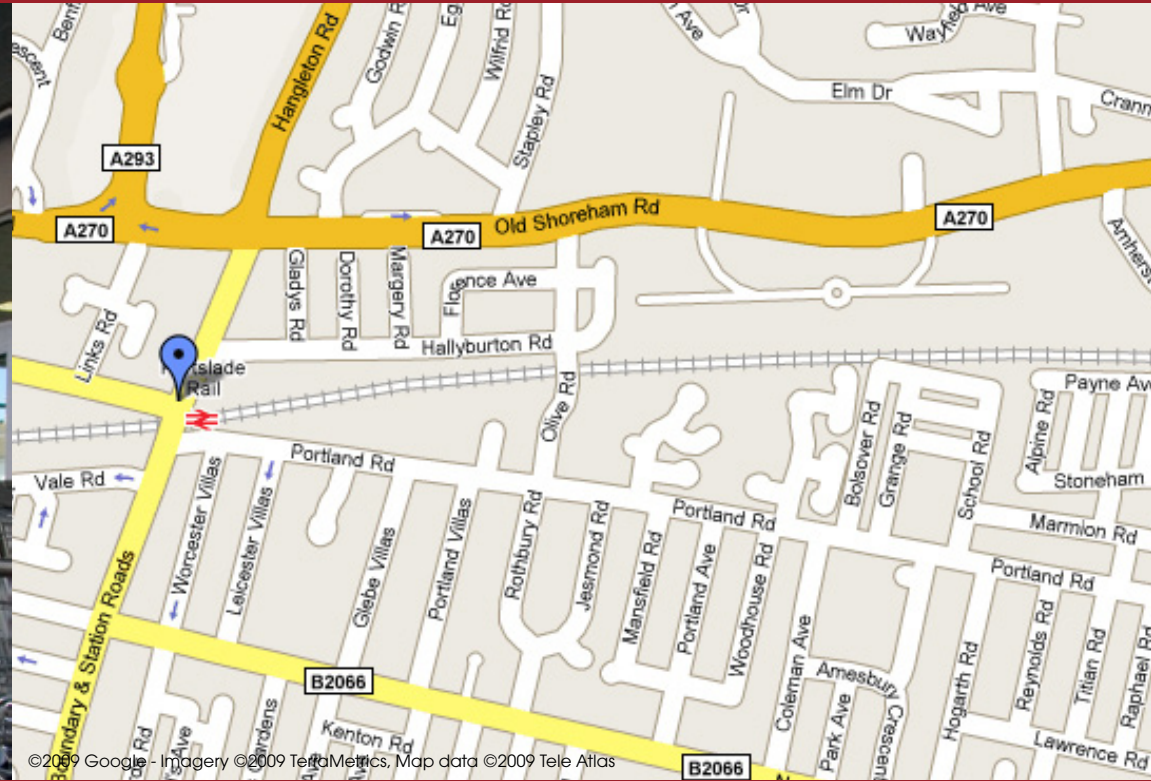 Wayfield Ave
Elm Dr
Hangleton Rd
Stapley Rd
A293
A270
A270
Old Shoreham Rd
A270
Gladys Rd
Dorothy Rd
Margery Rd
Florence Ave
Hallyburton Rd
Links Rd
Rail
Olive Rd
Payne Av
Alpine Rd
Bolsover Rd
Grange Rd
School Rd
Stoneham
Vale Rd
Portland Rd
Portland Rd
Marmion Rd
Portland Rd
Worcester Villas
Leicester Villas
Glebe Villas
Portland Villas
Rothbury Rd
Jesmond Rd
Mansfield Rd
Portland Ave
Woodhouse Rd
Coleman Ave
Amesbury Crescent
Park Ave
Hogarth Rd
Reynolds Rd
Titian Rd
Raphael Rd
Lawrence Rd
Boundary & Station Roads
B2066
Kenton Rd
B2066
©2009 Google - Imagery ©2009 TerraMetrics, Map data ©2009 Tele Atlas